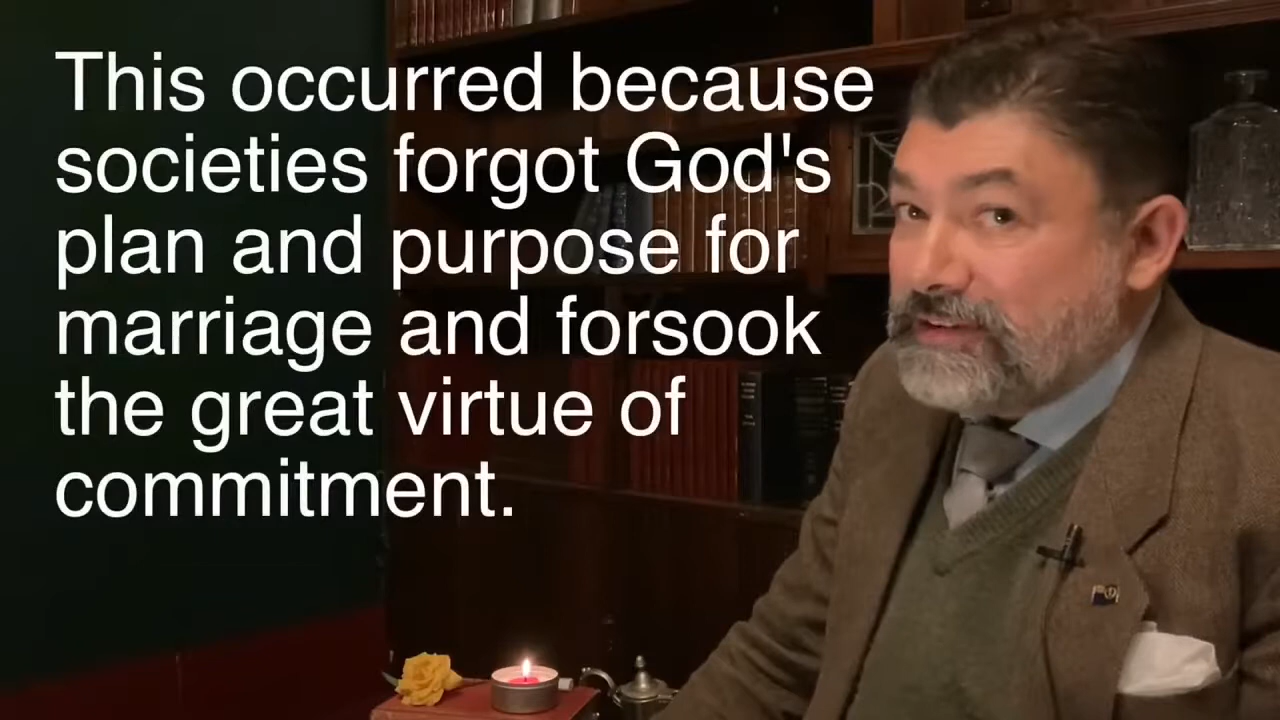 This occurred because
societies forgot God's
plan and purpose for
marriage and forsook
the great virtue of
commitment.